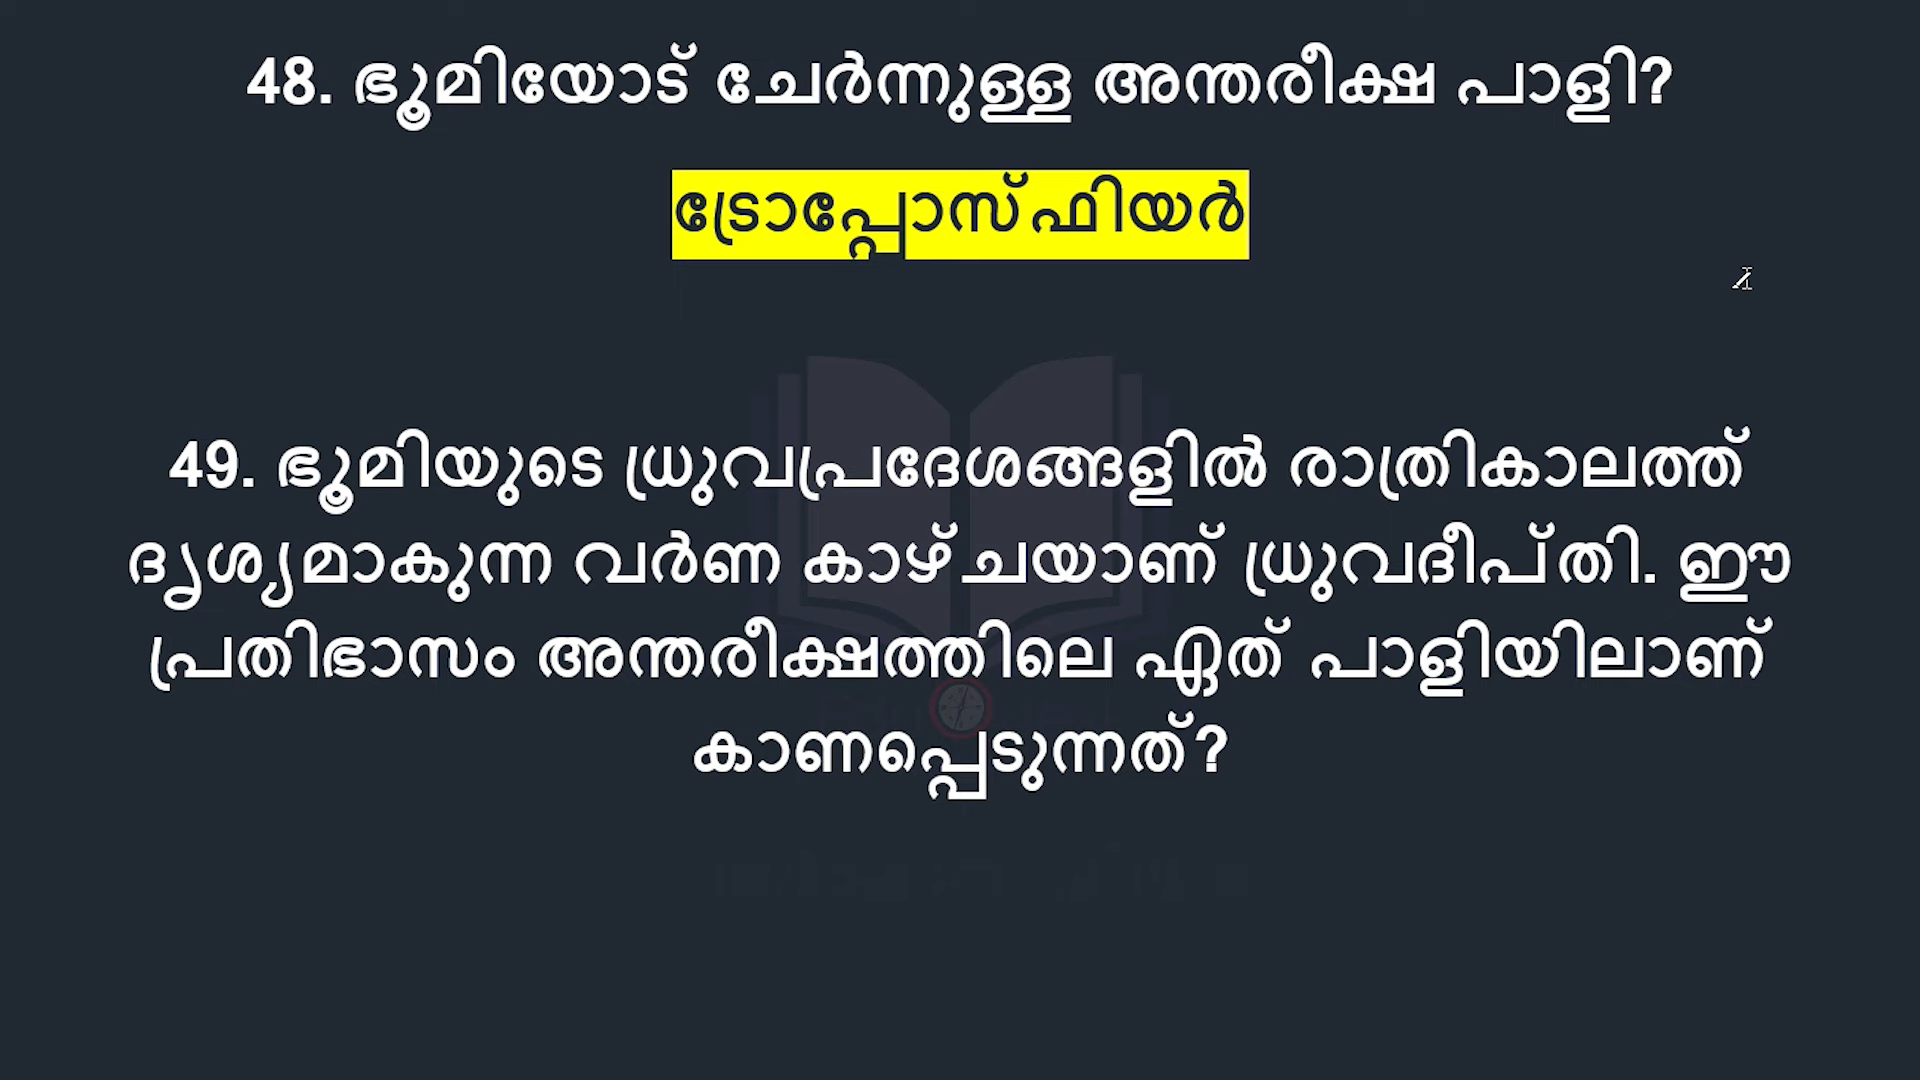 48. ഭൂമിയോട് ചേർന്നുള്ള അന്തരീക്ഷ പാളി?
ട്രോപ്പോസ്ഫിയർ
49. ഭൂമിയുടെ ധ്രുവപ്രദേശങ്ങളിൽ രാത്രികാലത്ത്
ദൃശ്യമാകുന്ന വർണ കാഴ്ചയാണ് ധ്രുവദീപ്തി. ഈ
പ്രതിഭാസം അന്തരീക്ഷത്തിലെ ഏത് പാളിയിലാണ്
കാണപ്പെടുന്നത്?